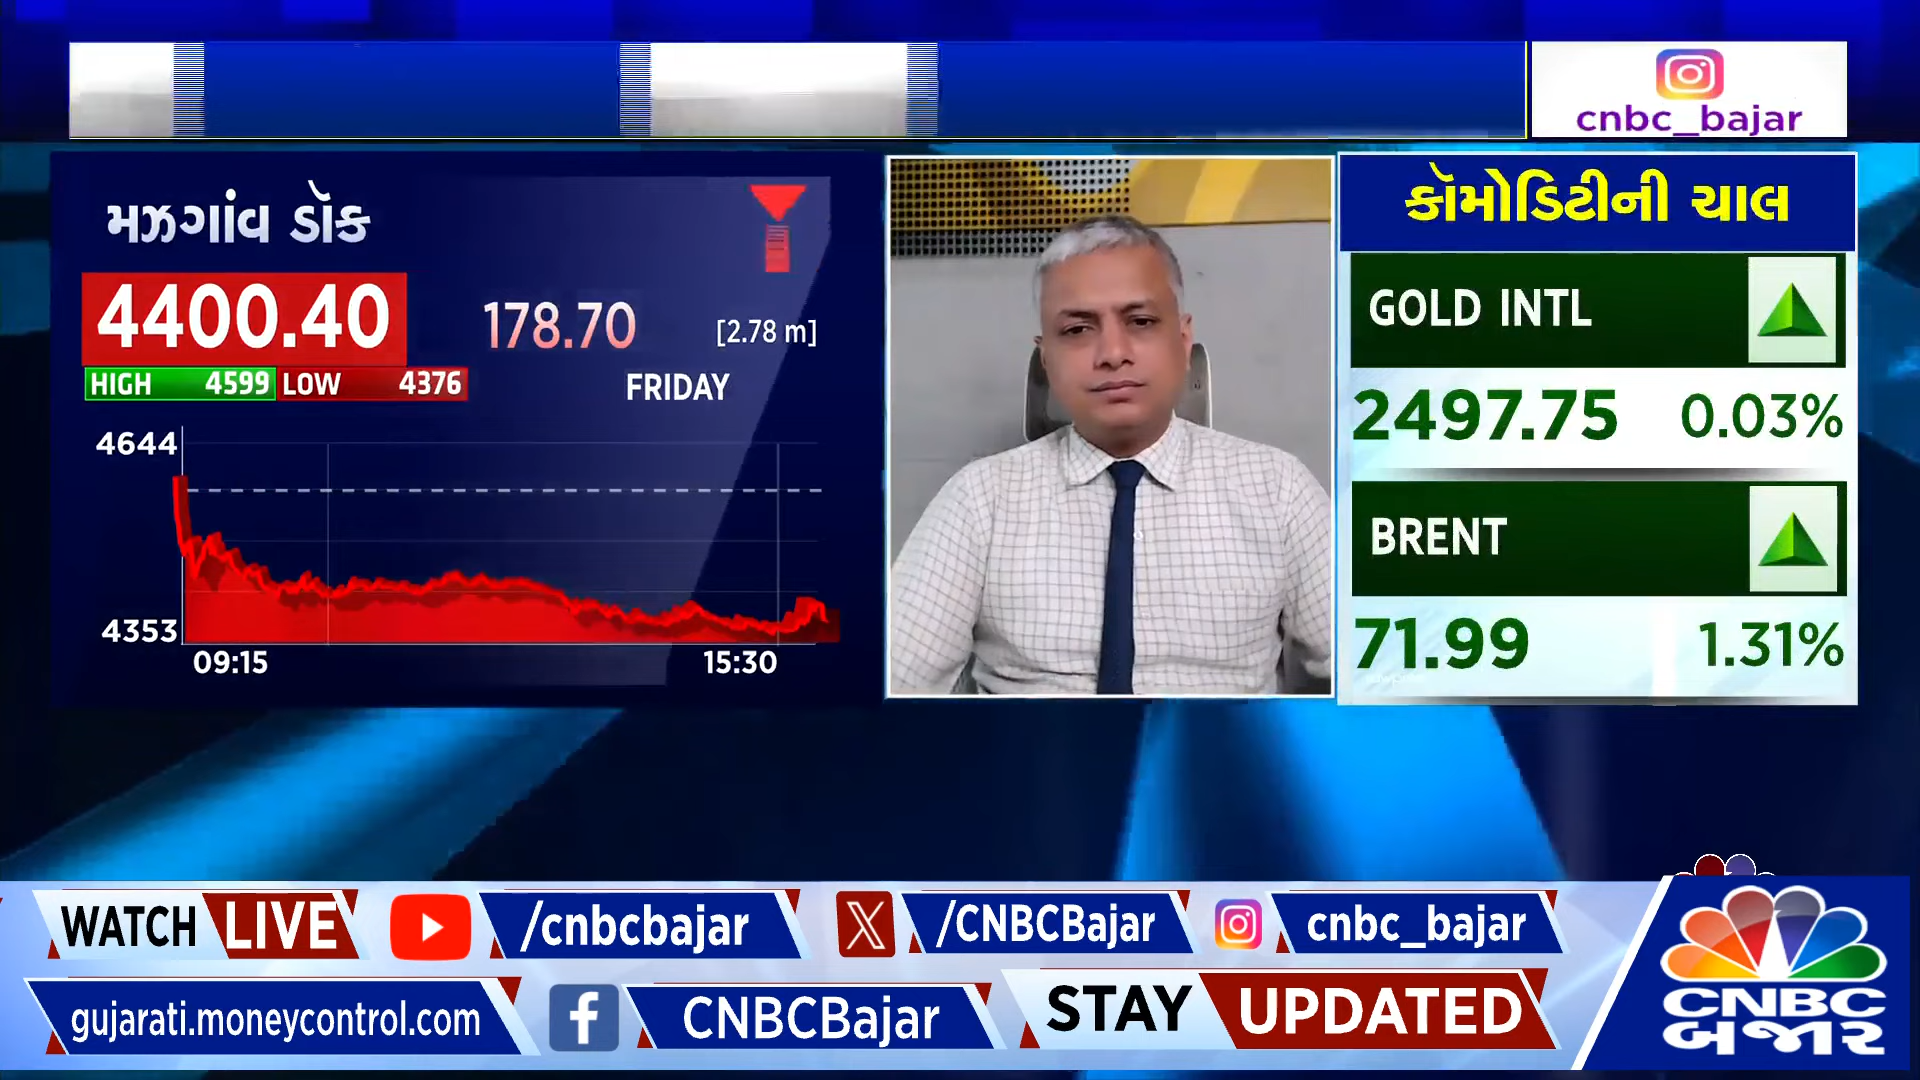 cnbc_bajar
મઝગાંવ ડૉક
4400.40 178.70 [2.78 m]
HIGH 4599 LOW 4376 FRIDAY
4644
4353
09:15 15:30
કૉમોડિટીની ચાલ
GOLD INTL
2497.75 0.03%
BRENT
71.99 1.31%
WATCH LIVE /cnbcbajar /CNBCBajar cnbc_bajar
gujarati.moneycontrol.com CNBCBajar STAY UPDATED
CNBC
બજાર